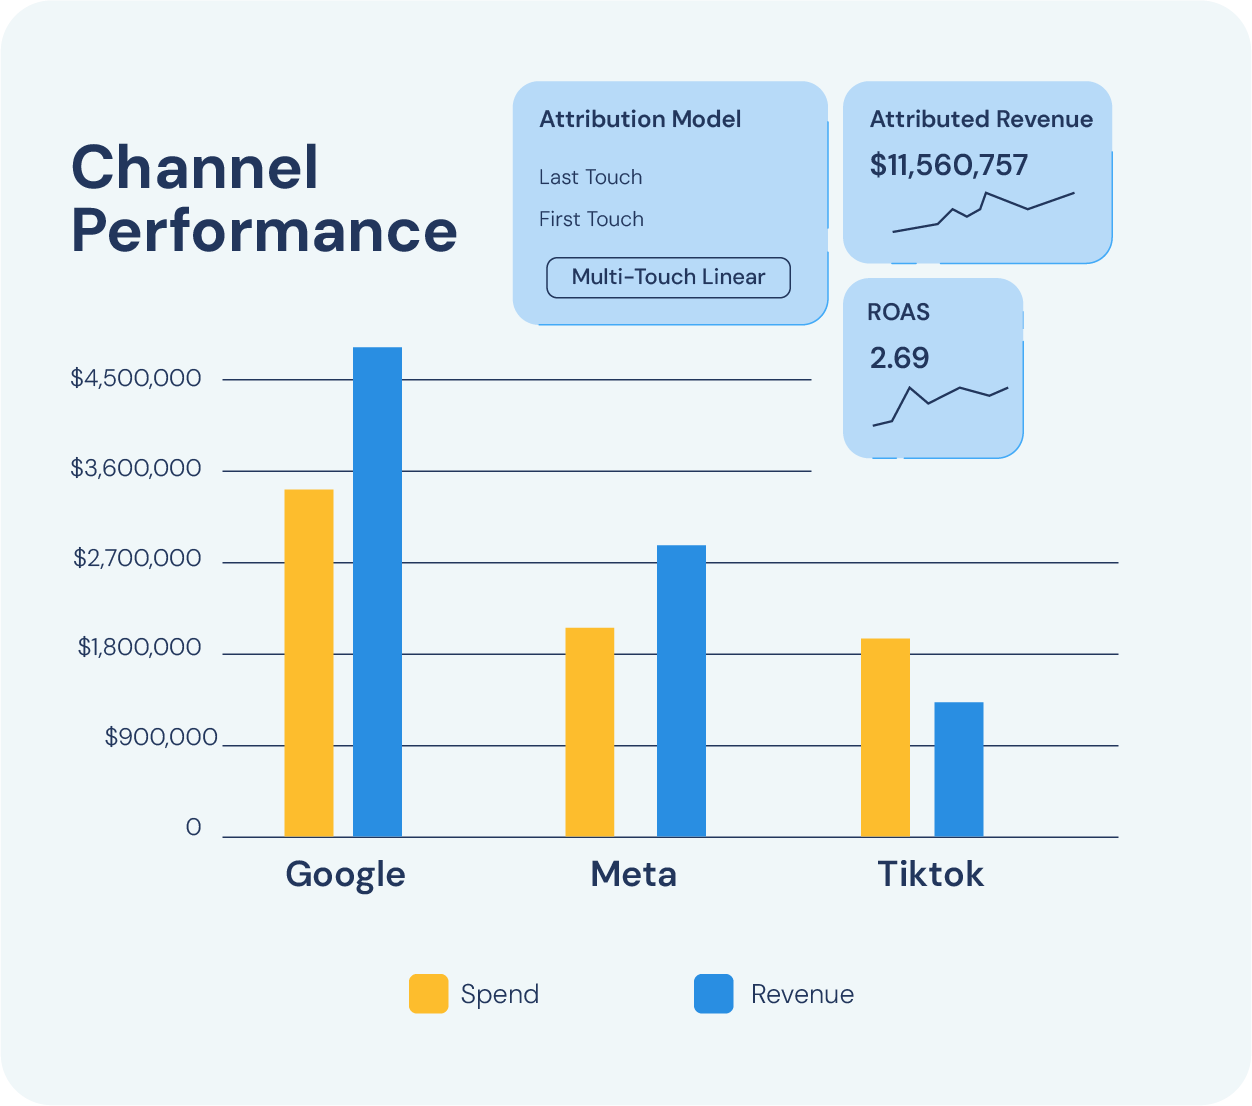 Channel
Performance
Attribution Model
Last Touch
First Touch
Multi-Touch Linear
Attributed Revenue
$11,560,757
ROAS
2.69
$4,500,000
$3,600,000
$2,700,000
$1,800,000
$900,000
0
Google
Meta
Tiktok
Spend
Revenue